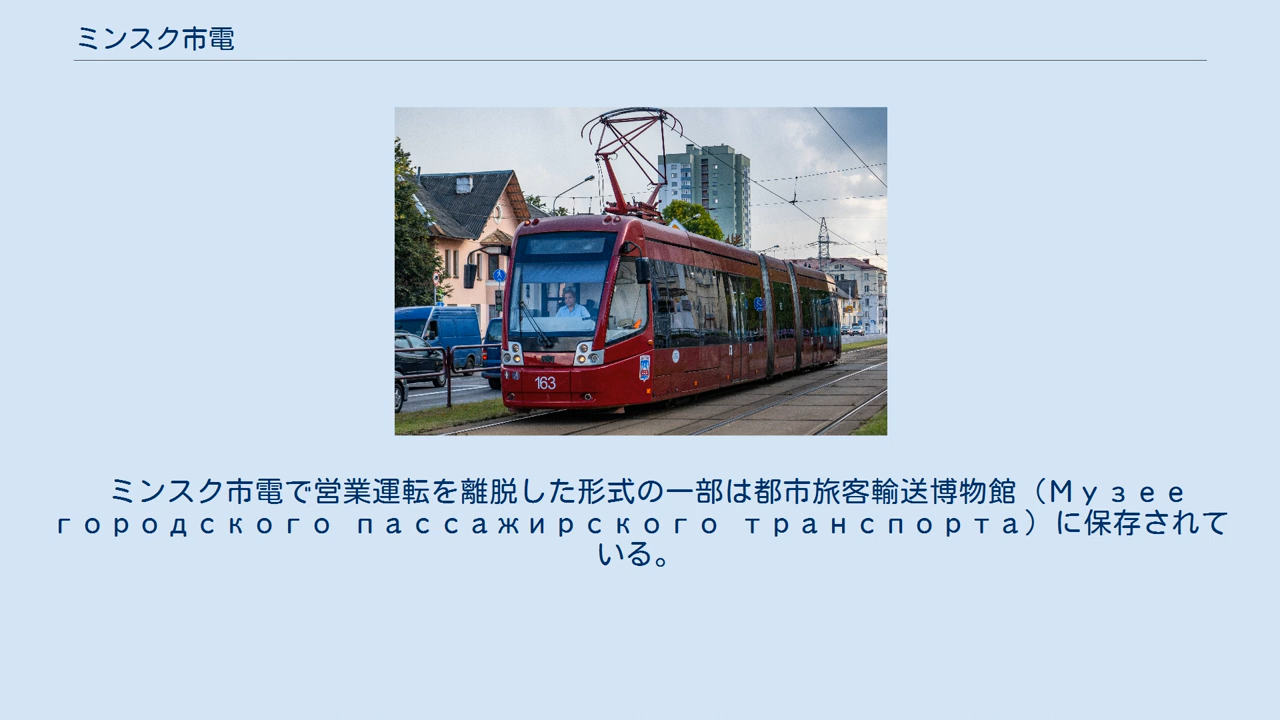 ミンスク市電
163
ミンスク市電で営業運転を離脱した形式の一部は都市旅客輸送博物館（Музее
городского пассажирского транспорта）に保存されて
いる。